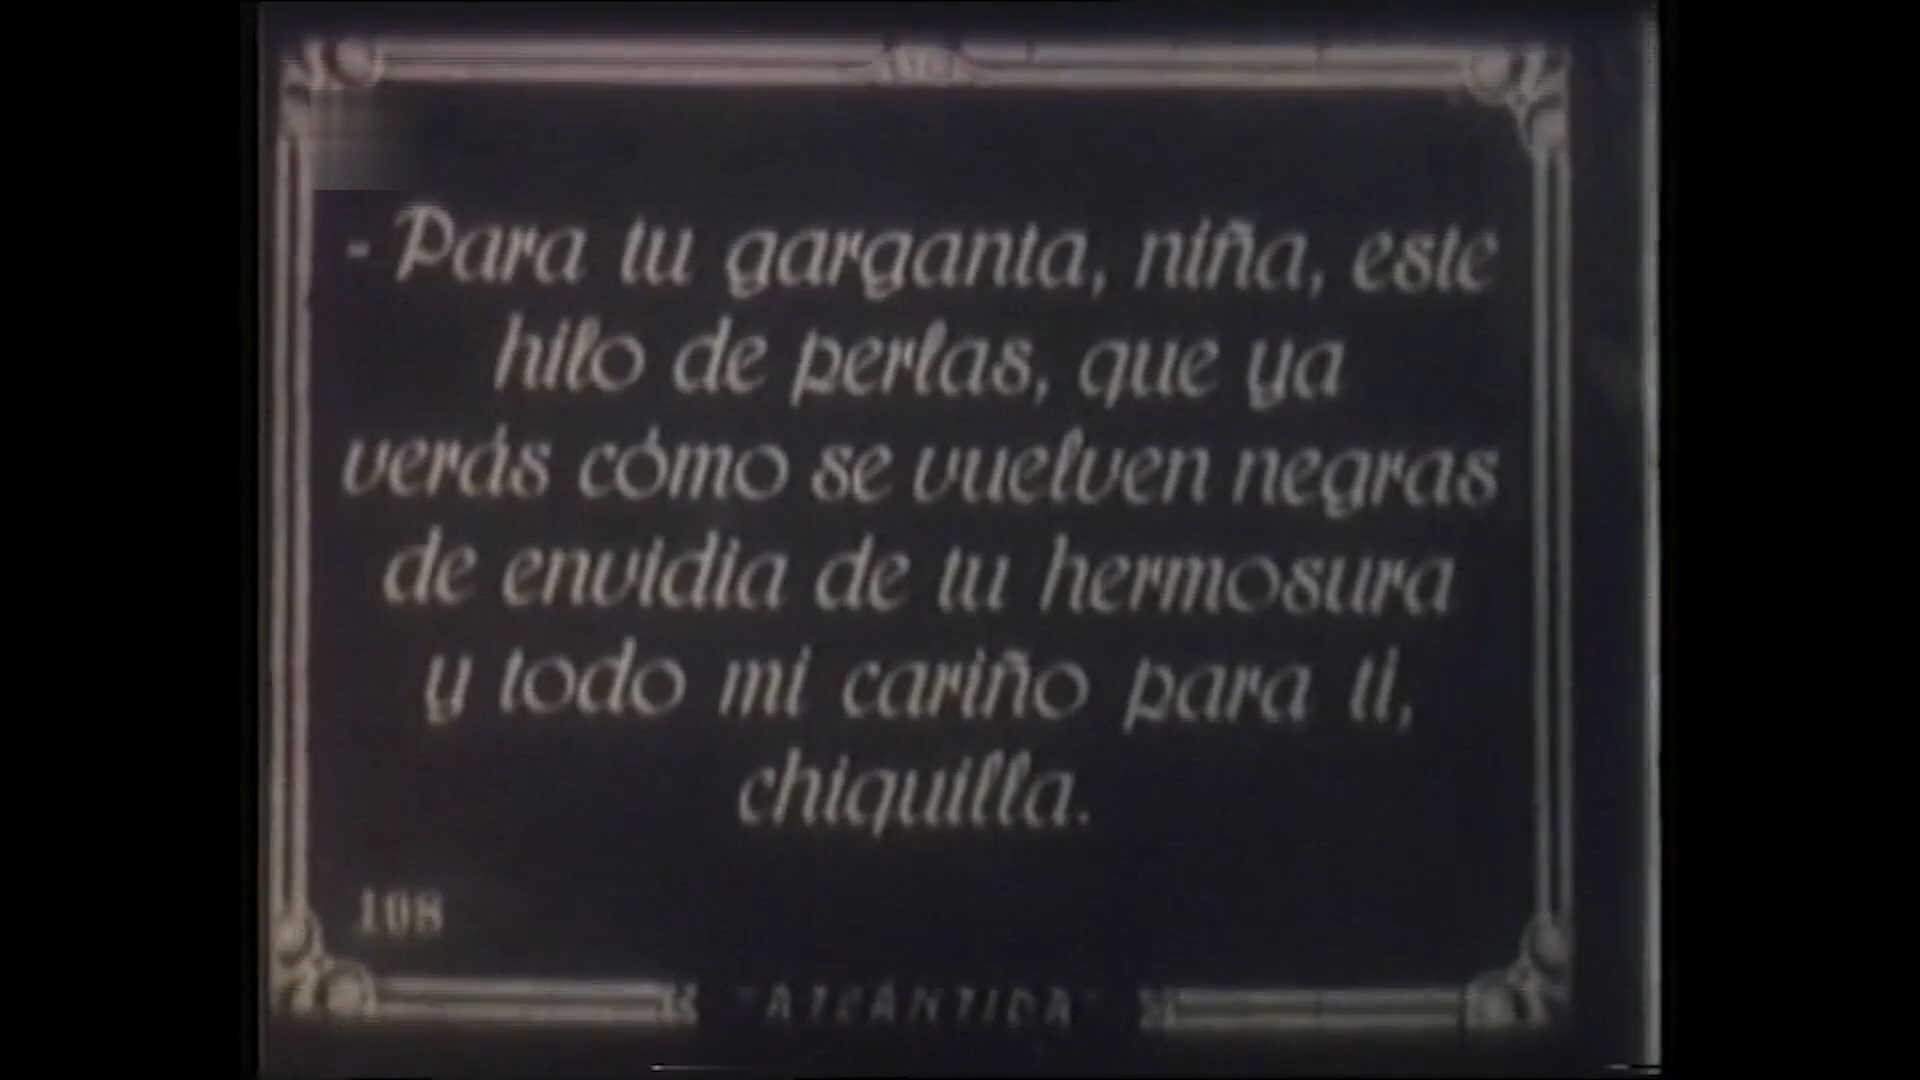 - Para tu garganta, niña, este
hilo de perlas, que ya
verás cómo se vuelven negras
de envidia de tu hermosura
y todo mi cariño para ti,
chiquilla.
108
"ATLÁNTIDA"